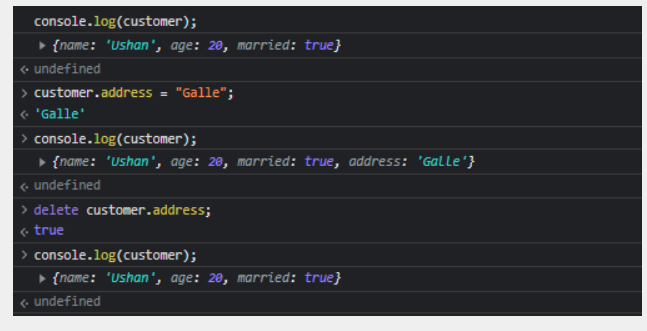 console.log(customer);
▸ {name: 'Ushan', age: 20, married: true}
undefined
> customer.address = "Galle";
'Galle'
> console.log(customer);
▸ {name: 'Ushan', age: 20, married: true, address: 'Galle'}
undefined
> delete customer.address;
true
> console.log(customer);
▸ {name: 'Ushan', age: 20, married: true}
undefined